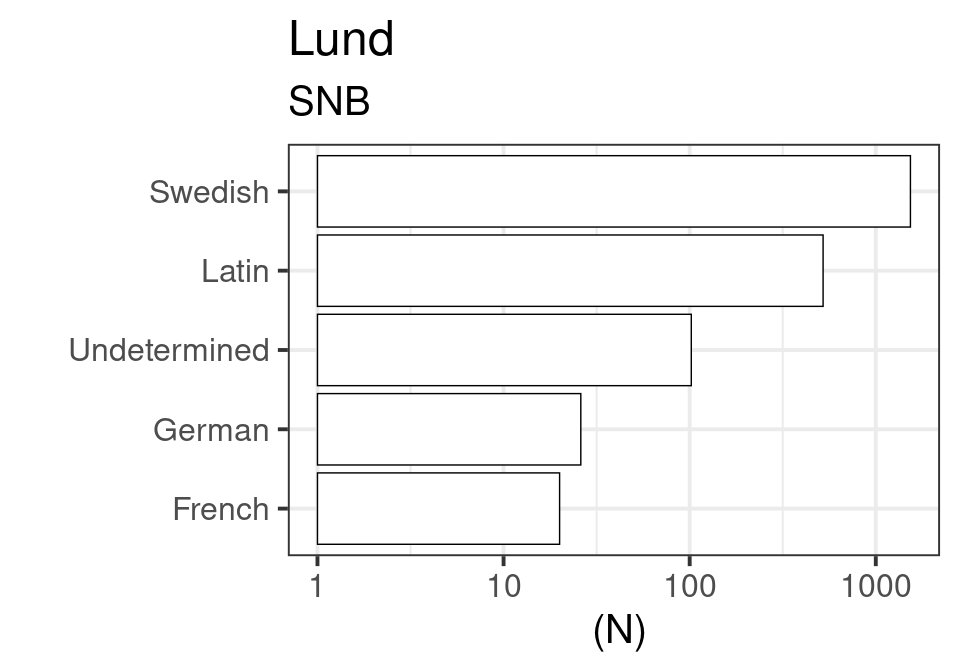 Lund
SNB
Swedish
Latin
Undetermined
German
French
1 10 100 1000
(N)